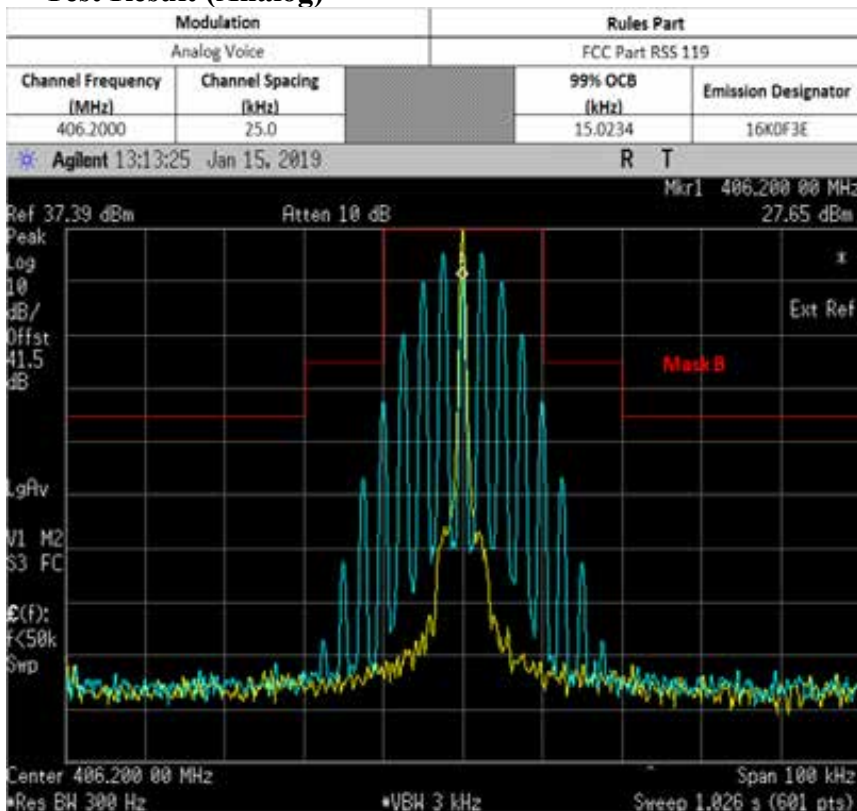 Test Result (Analog)
Modulation Rules Part
Analog Voice FCC Part RSS 119
Channel Frequency (MHz) Channel Spacing (kHz) 99% OCB (kHz) Emission Designator
406.2000 25.0 15.0234 16K0F3E
Agilent 13:13:25 Jan 15, 2019 R T
Mkr1 406.200 00 MHz
Ref 37.39 dBm Atten 10 dB 27.65 dBm
Peak
Log
10
dB/
Offst
41.5
dB
*
Ext Ref
Mask B
LgAv
V1 M2
S3 FC
£(f):
f<50k
Swp
Center 406.200 00 MHz Span 100 kHz
*Res BW 300 Hz *VBW 3 kHz Sweep 1.026 s (601 pts)